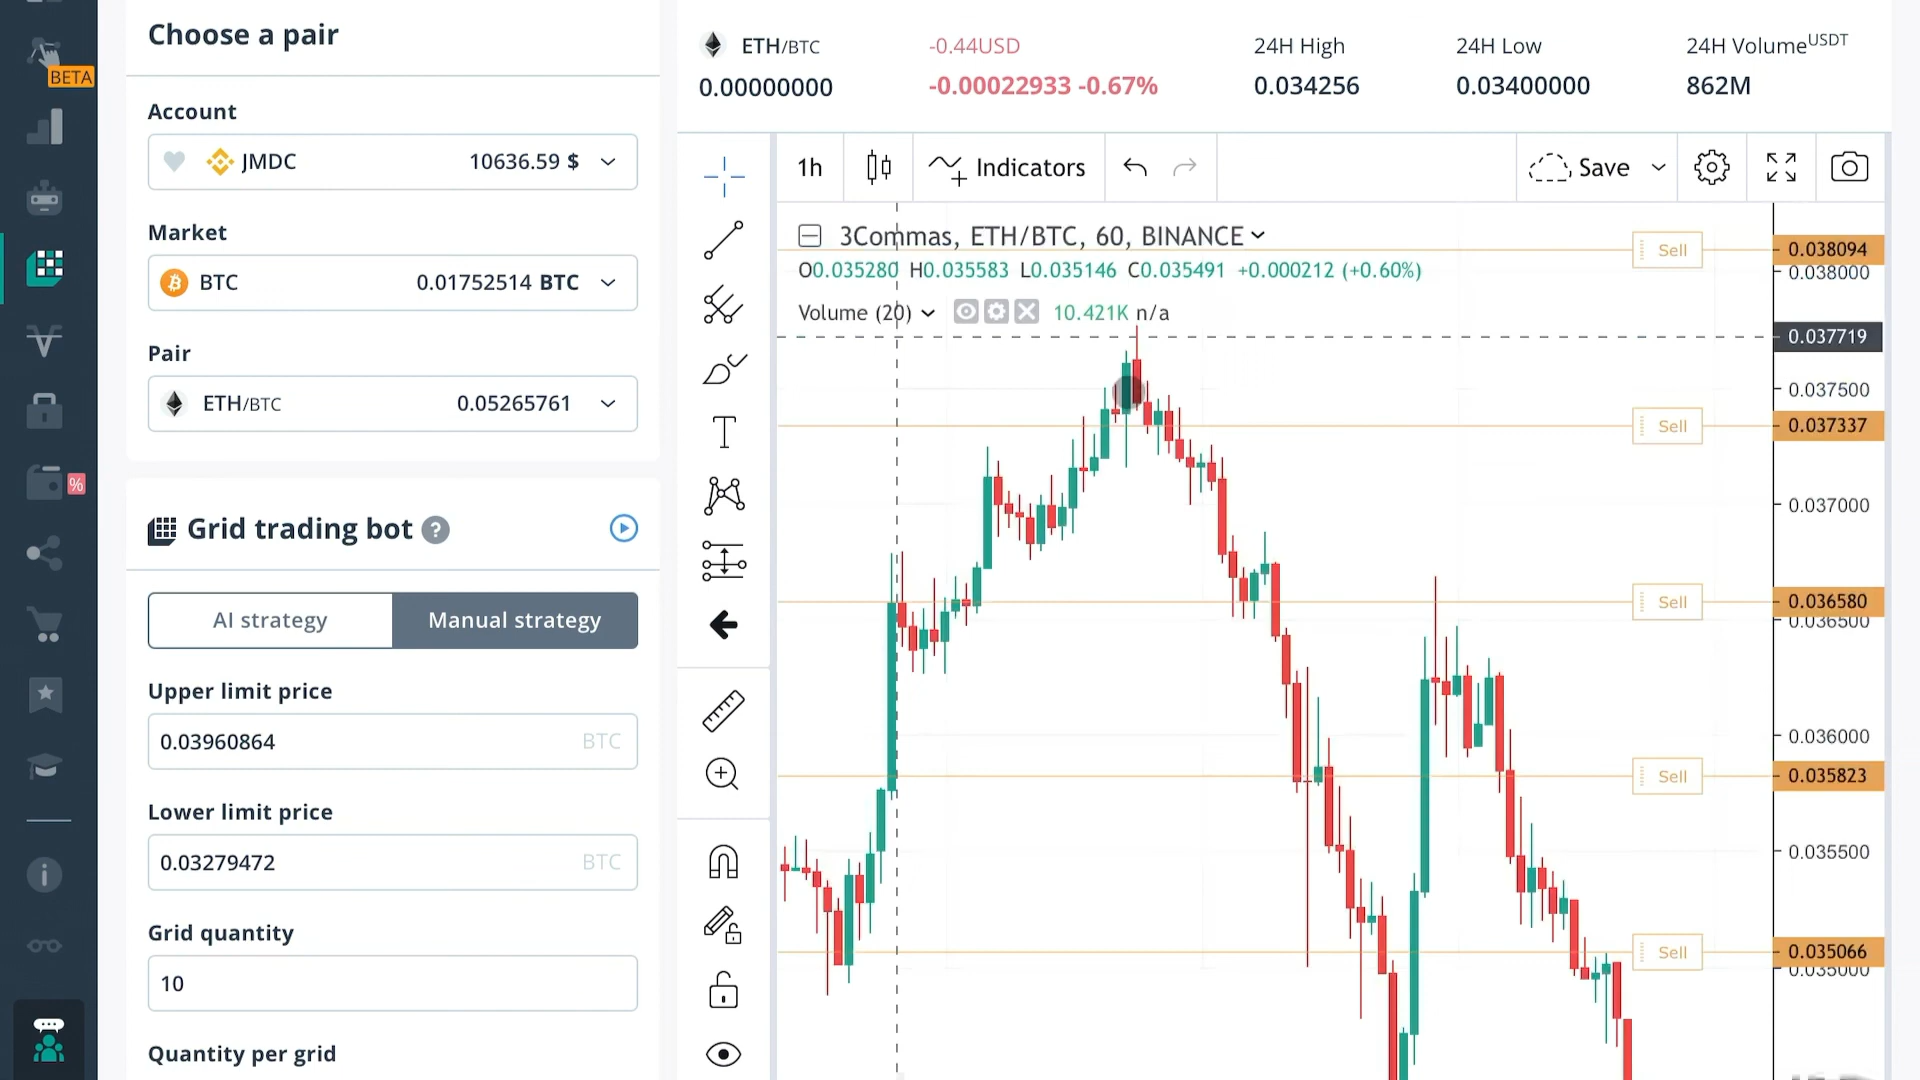 BETA
%
Choose a pair
Account
JMDC 10636.59 $
Market
BTC 0.01752514 BTC
Pair
ETH/BTC 0.05265761
Grid trading bot ?
AI strategy Manual strategy
Upper limit price
0.03960864 BTC
Lower limit price
0.03279472 BTC
Grid quantity
10
Quantity per grid
ETH/BTC -0.44USD 24H High 24H Low 24H Volume USDT
0.00000000 -0.00022933 -0.67% 0.034256 0.03400000 862M
1h Indicators Save
3Commas, ETH/BTC, 60, BINANCE
O0.035280 H0.035583 L0.035146 C0.035491 +0.000212 (+0.60%)
Volume (20) 10.421K n/a
Sell 0.038094
0.038000
0.037719
0.037500
Sell 0.037337
0.037000
Sell 0.036580
0.036500
0.036000
Sell 0.035823
0.035500
Sell 0.035066
0.035000